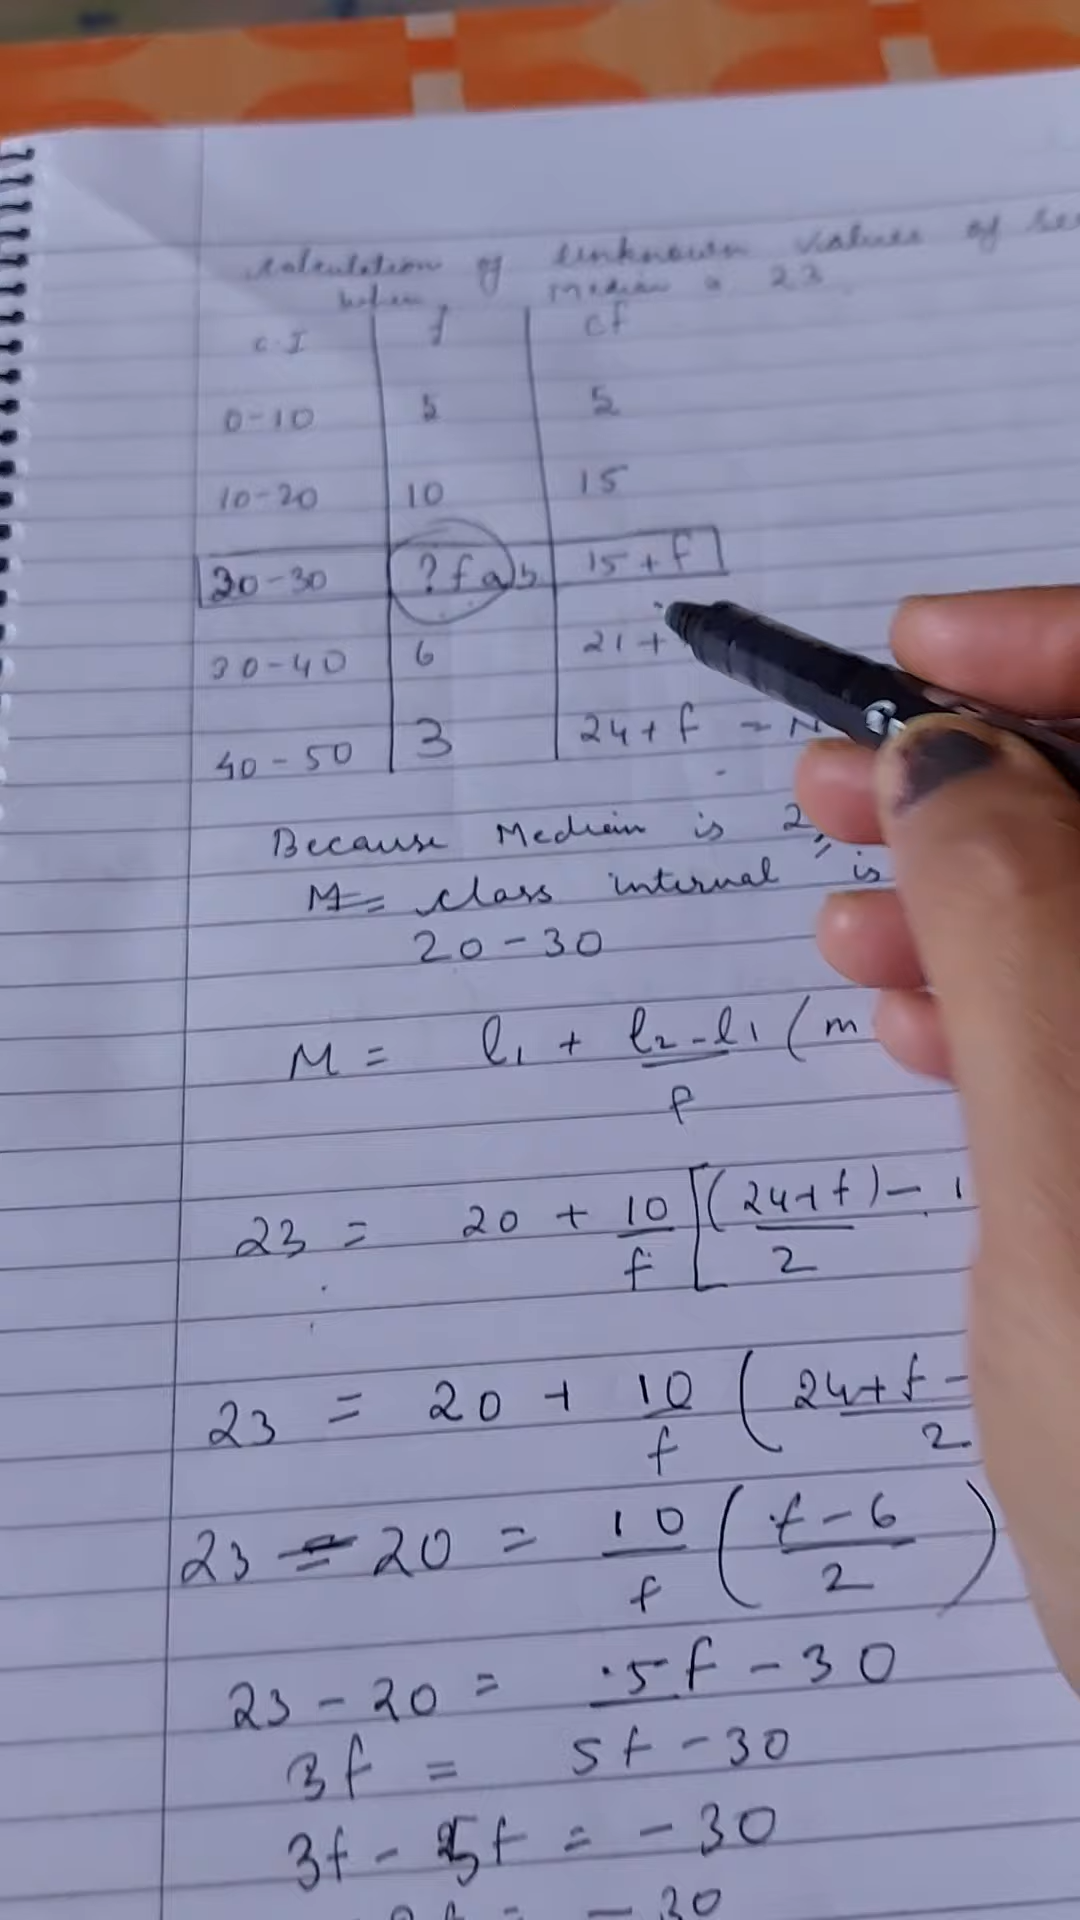 calculation of unknown values of
when Median = 23
C.I f cf
0-10 5 5
10-20 10 15
20-30 ? f 15 + f
30-40 6 21 +
40-50 3 24 + f = N
Because Median is 2
M = class interval is
20-30
M = l1 + l2-l1 ( m
f
23 = 20 + 10 [ (24+f) - 1
f 2
23 = 20 + 10 ( 24+f -
f 2
23 - 20 = 10 ( f - 6 )
f 2
23 - 20 = 5f - 30
3f = 5f - 30
3f - 5f = - 30
= - 30